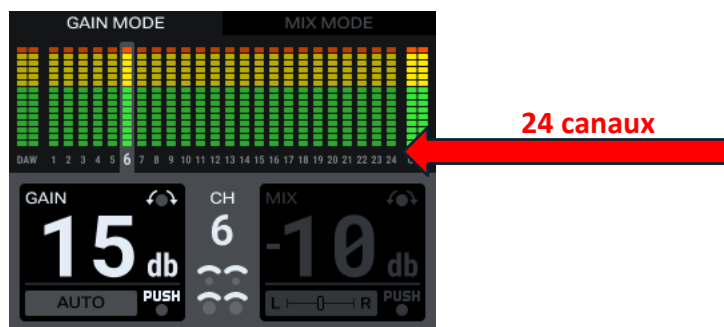 GAIN MODE MIX MODE
24 canaux
DAW 1 2 3 4 5 6 7 8 9 10 11 12 13 14 15 16 17 18 19 20 21 22 23 24
GAIN CH MIX
15 db 6 -10 db
AUTO PUSH L R PUSH